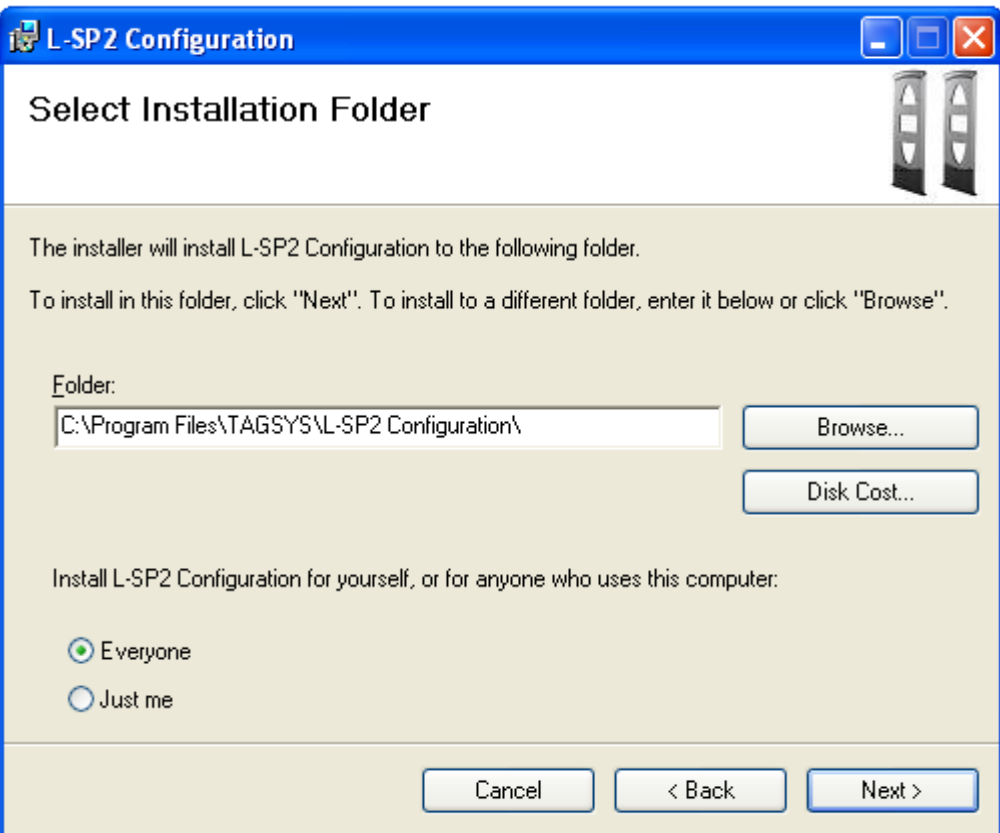 L-SP2 Configuration
Select Installation Folder
The installer will install L-SP2 Configuration to the following folder.
To install in this folder, click "Next". To install to a different folder, enter it below or click "Browse".
Folder:
C:\Program Files\TAGSYS\L-SP2 Configuration\
Browse...
Disk Cost...
Install L-SP2 Configuration for yourself, or for anyone who uses this computer:
Everyone
Just me
Cancel
< Back
Next >